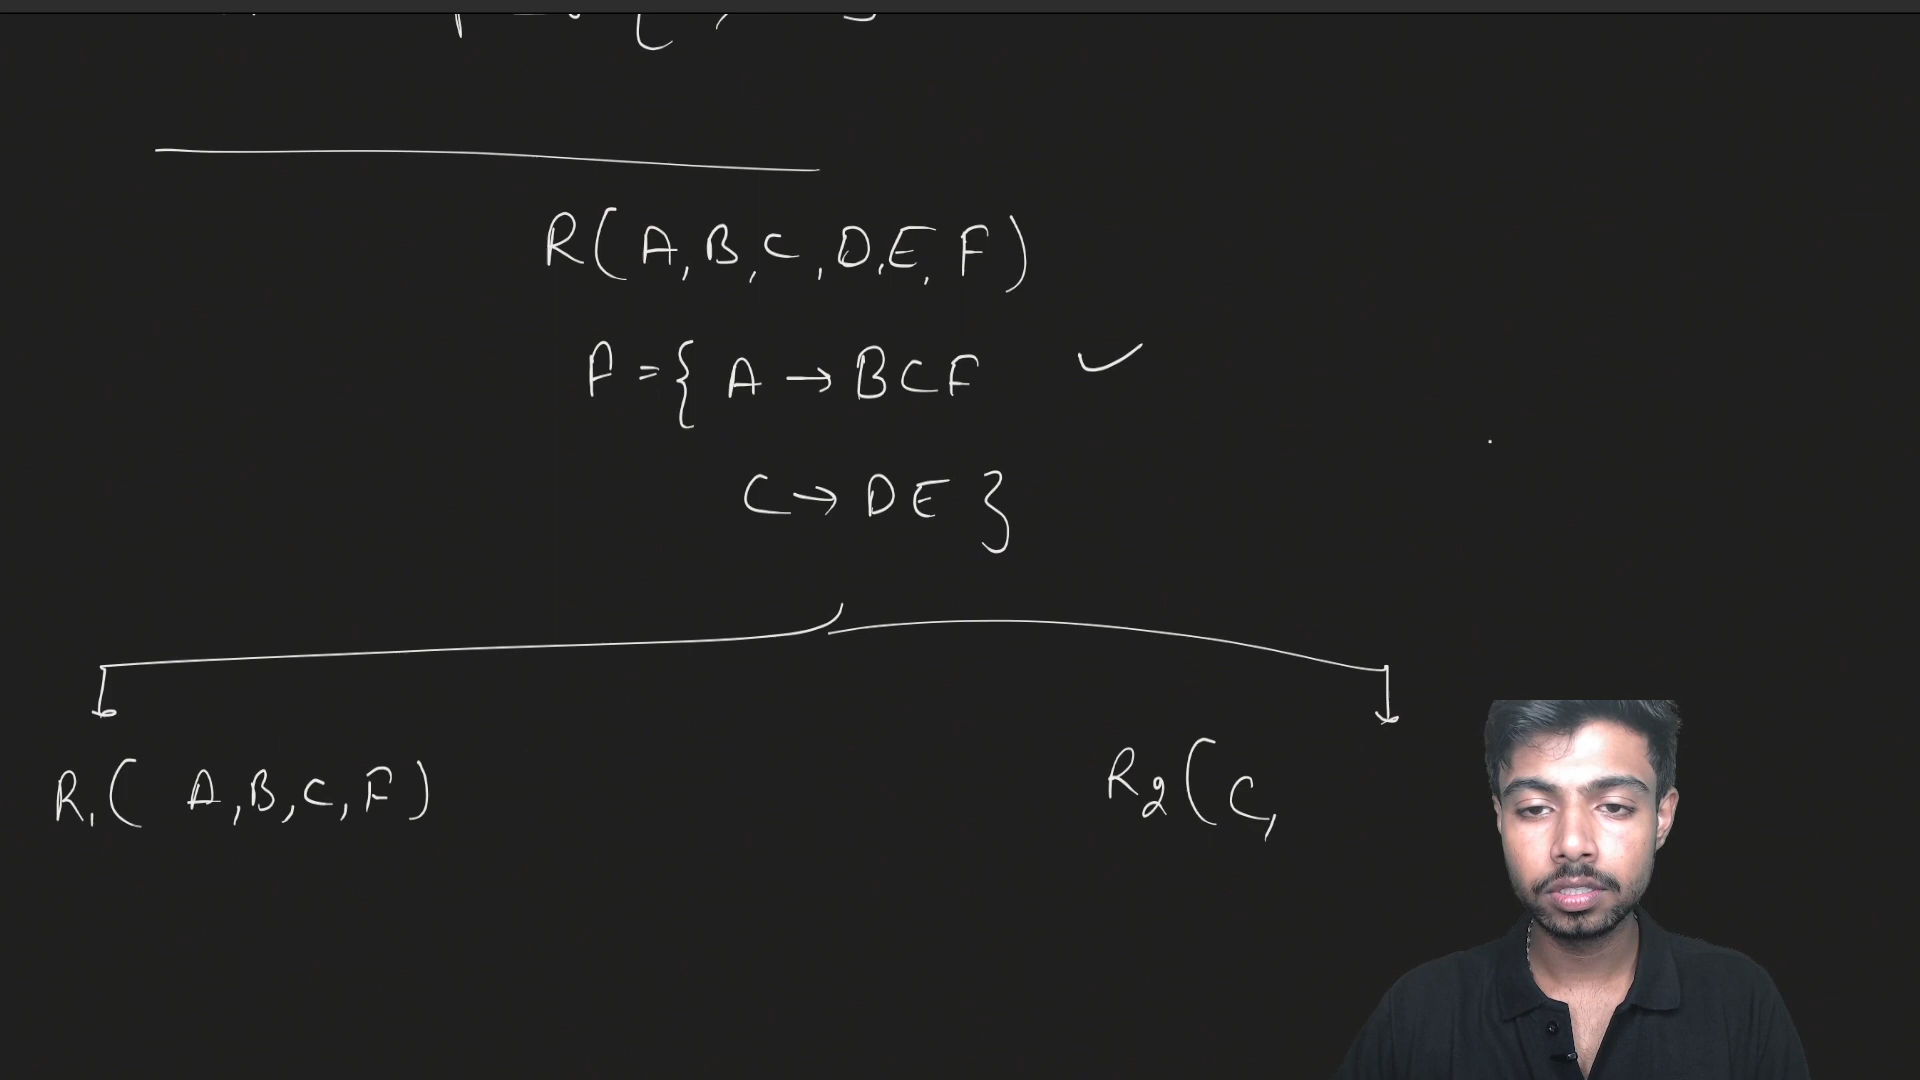 R(A,B,C,D,E,F)
F={ A→BCF ✓
C→DE }
R1( A,B,C,F)
R2(C,